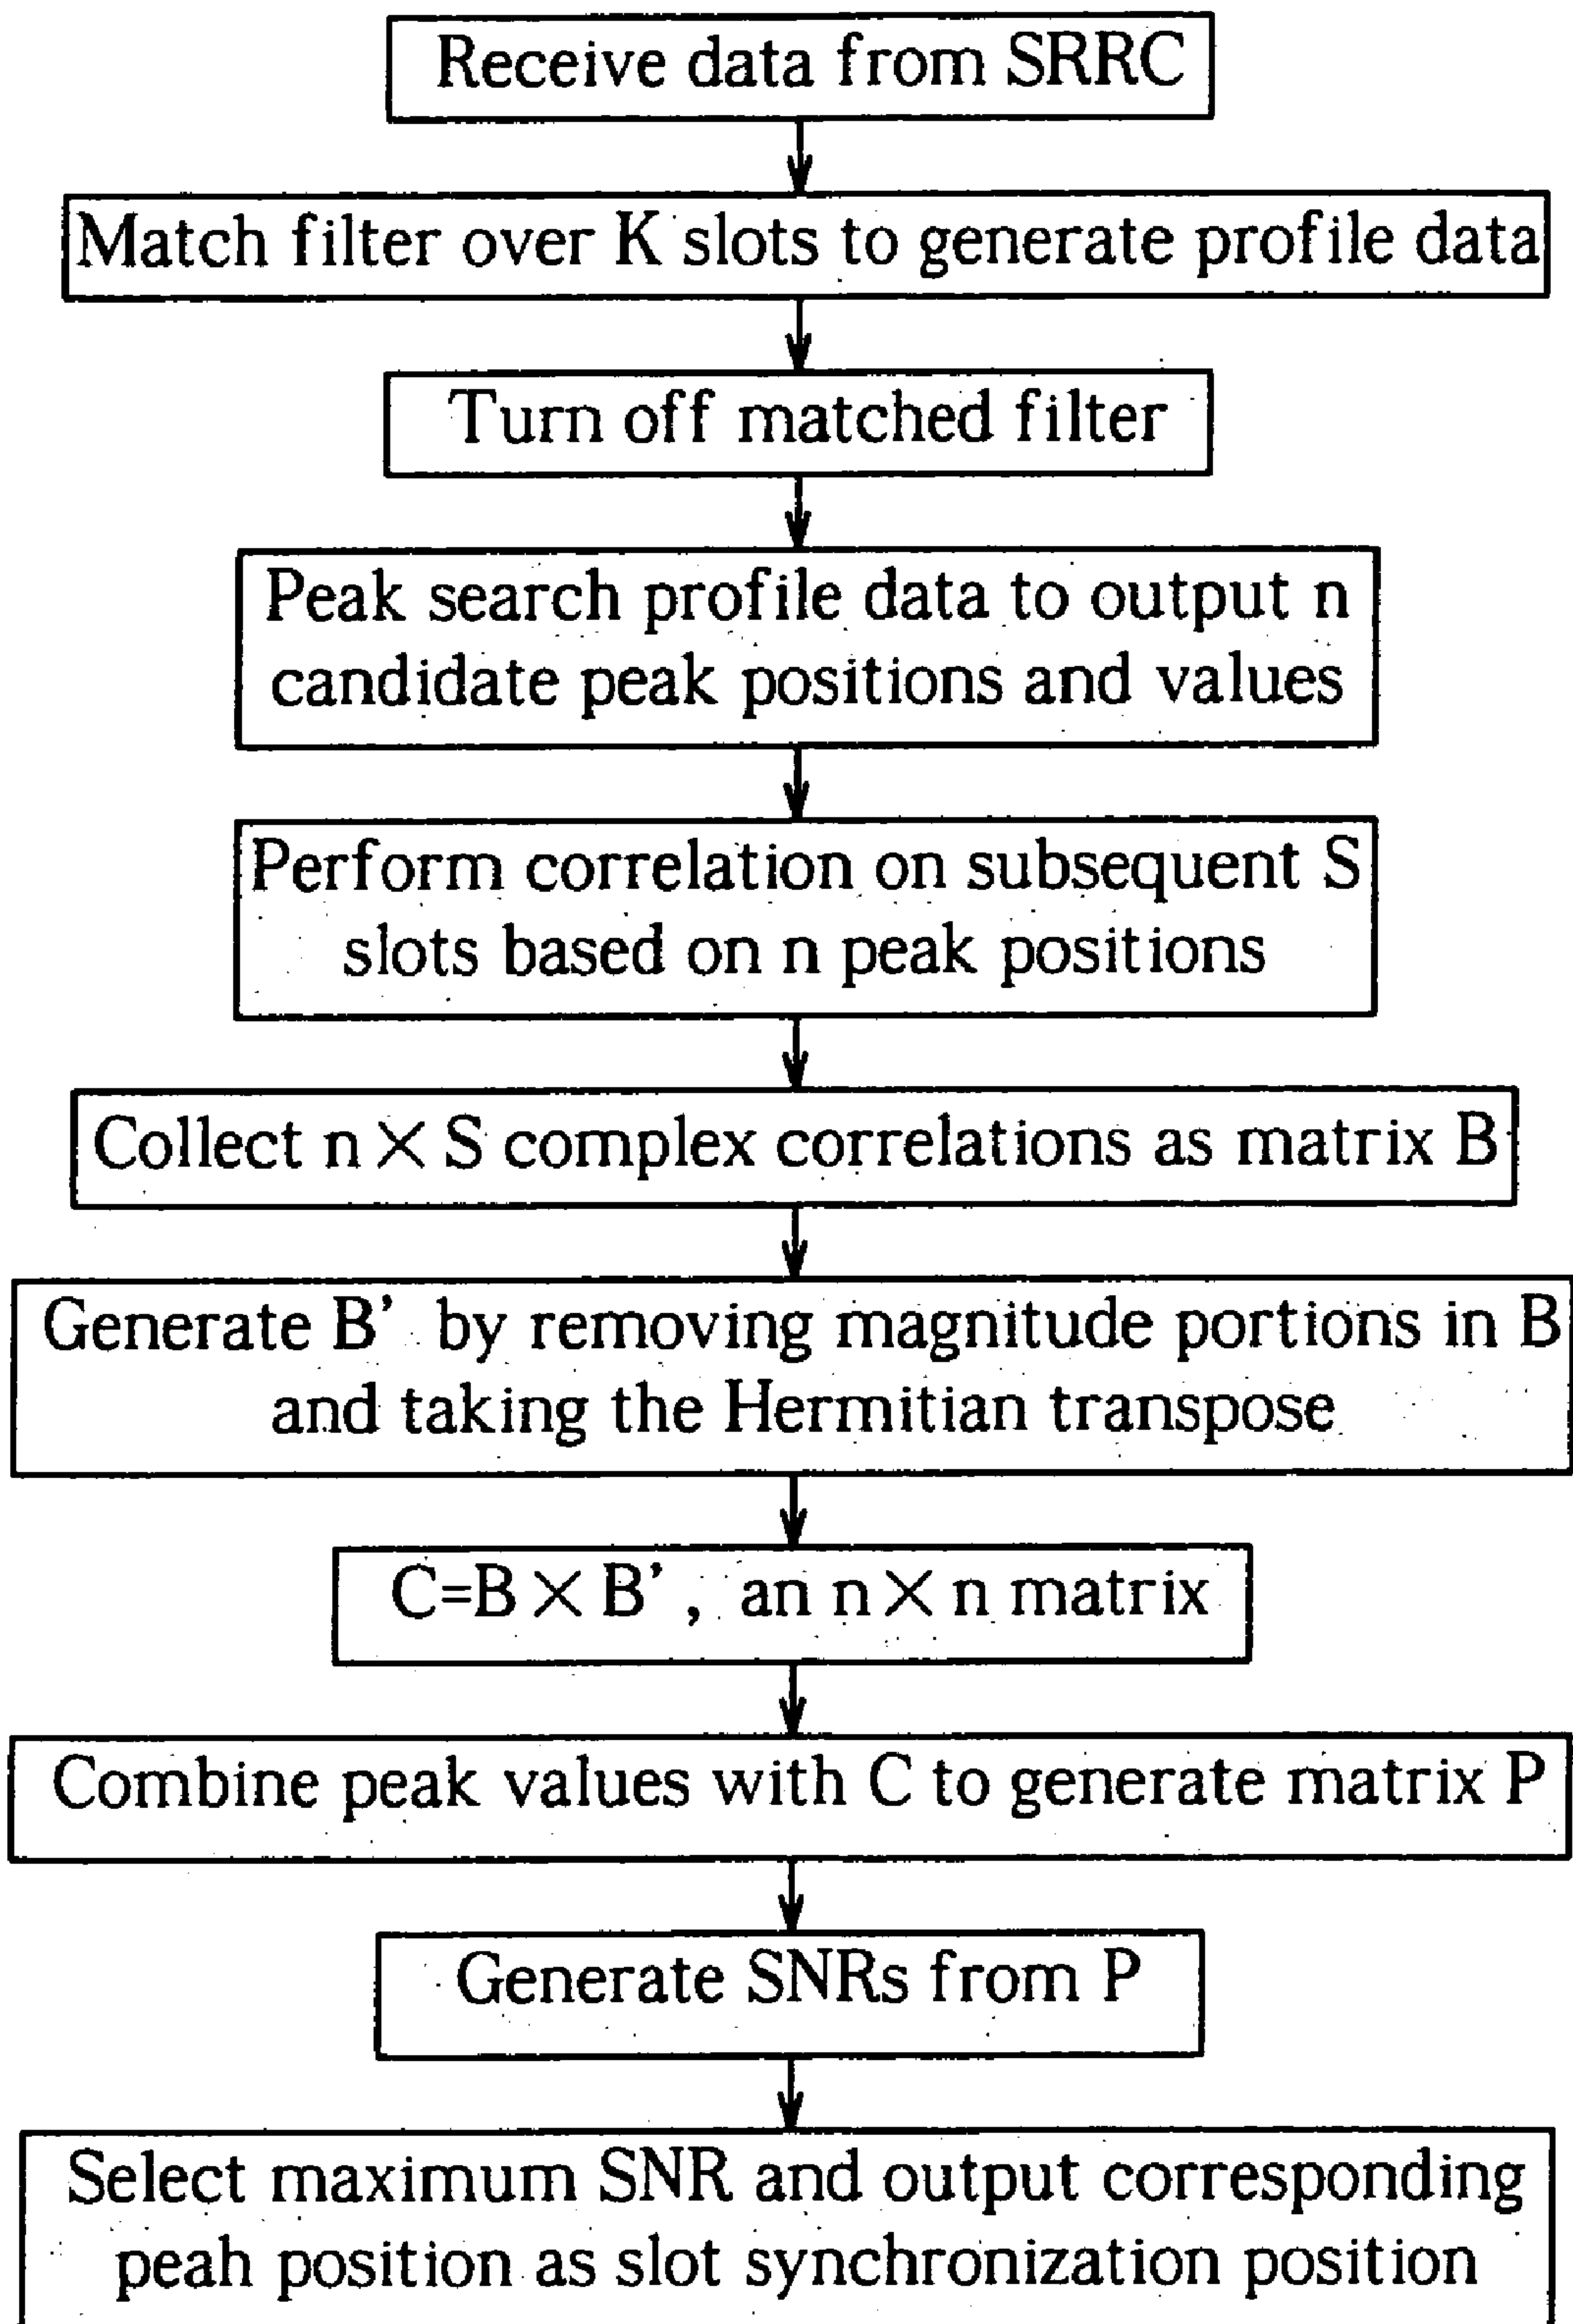 Receive data from SRRC
Match filter over K slots to generate profile data
Turn off matched filter
Peak search profile data to output n
candidate peak positions and values
Perform correlation on subsequent S
slots based on n peak positions
Collect n × S complex correlations as matrix B
Generate B' by removing magnitude portions in B
and taking the Hermitian transpose
C=B × B', an n × n matrix
Combine peak values with C to generate matrix P
Generate SNRs from P
Select maximum SNR and output corresponding
peah position as slot synchronization position